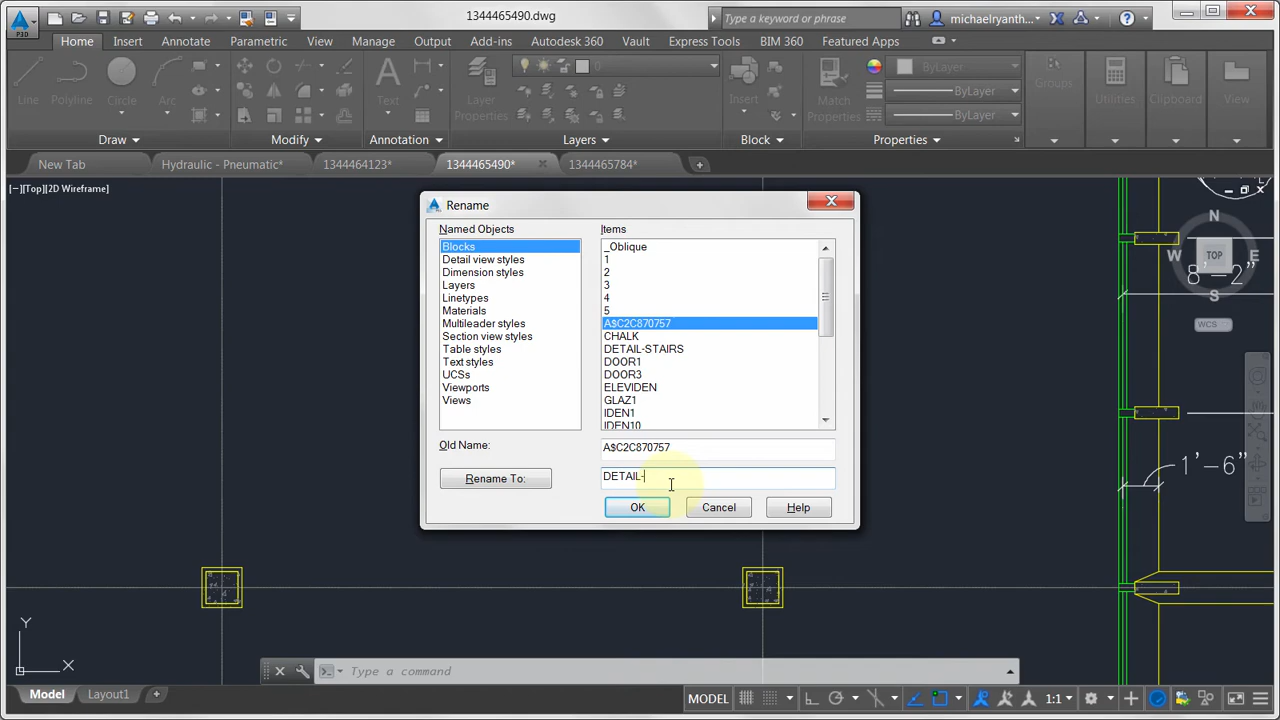 1344465490.dwg
Type a keyword or phrase
michaelryanth...
P3D
Home Insert Annotate Parametric View Manage Output Add-ins Autodesk 360 Vault Express Tools BIM 360 Featured Apps
Line Polyline Circle Arc
Text
Layer Properties
0
Insert
Match Properties
ByLayer
ByLayer
ByLayer
Groups Utilities Clipboard View
Draw Modify Annotation Layers Block Properties
New Tab Hydraulic - Pneumatic* 1344464123* 1344465490* 1344465784*
[−][Top][2D Wireframe]
Rename
Named Objects
Blocks
Detail view styles
Dimension styles
Layers
Linetypes
Materials
Multileader styles
Section view styles
Table styles
Text styles
UCSs
Viewports
Views
Items
_Oblique
1
2
3
4
5
A$C2C870757
CHALK
DETAIL-STAIRS
DOOR1
DOOR3
ELEVIDEN
GLAZ1
IDEN1
IDEN10
Old Name:
A$C2C870757
Rename To:
DETAIL-
OK Cancel Help
N
W TOP E
S
WCS
8'-2"
1'-6"
Y
X
Type a command
Model Layout1
MODEL
1:1